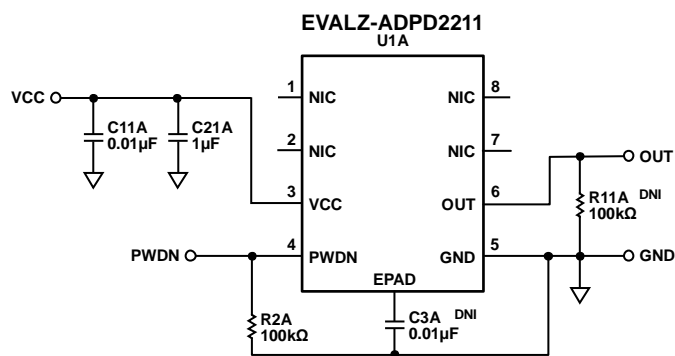 EVALZ-ADPD2211
U1A
1 NIC NIC 8
VCC
C11A
0.01µF
C21A
1µF
2 NIC NIC 7
OUT
3 VCC OUT 6
R11A DNI
100kΩ
PWDN
4 PWDN GND 5
GND
EPAD
R2A
100kΩ
C3A DNI
0.01µF